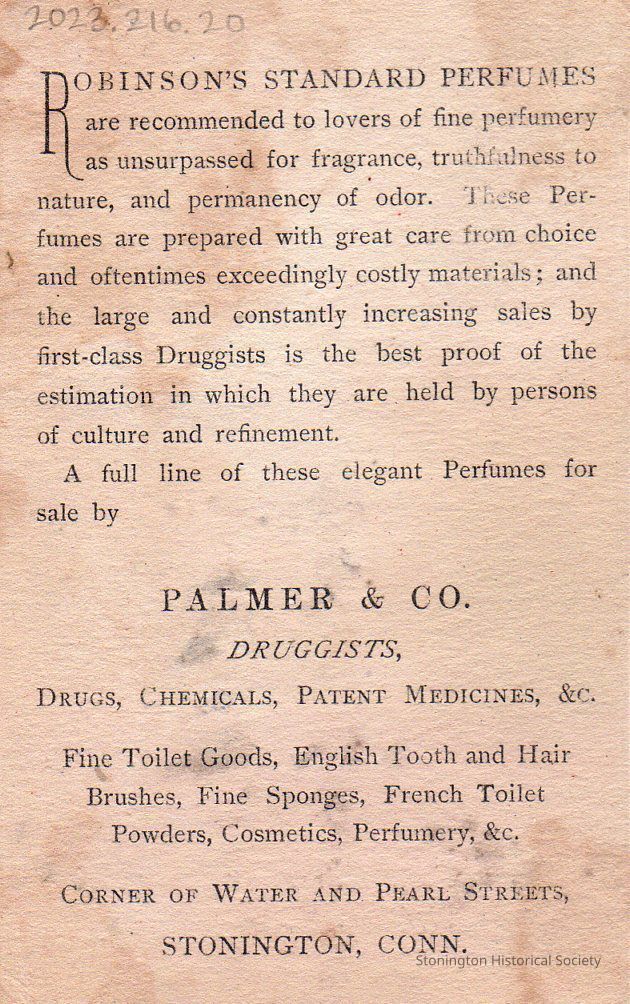 2023.216.20
ROBINSON'S STANDARD PERFUMES
are recommended to lovers of fine perfumery
as unsurpassed for fragrance, truthfulness to
nature, and permanency of odor. These Per-
fumes are prepared with great care from choice
and oftentimes exceedingly costly materials; and
the large and constantly increasing sales by
first-class Druggists is the best proof of the
estimation in which they are held by persons
of culture and refinement.
A full line of these elegant Perfumes for
sale by
PALMER & CO.
DRUGGISTS,
DRUGS, CHEMICALS, PATENT MEDICINES, &C.
Fine Toilet Goods, English Tooth and Hair
Brushes, Fine Sponges, French Toilet
Powders, Cosmetics, Perfumery, &c.
CORNER OF WATER AND PEARL STREETS,
STONINGTON, CONN.
Stonington Historical Society